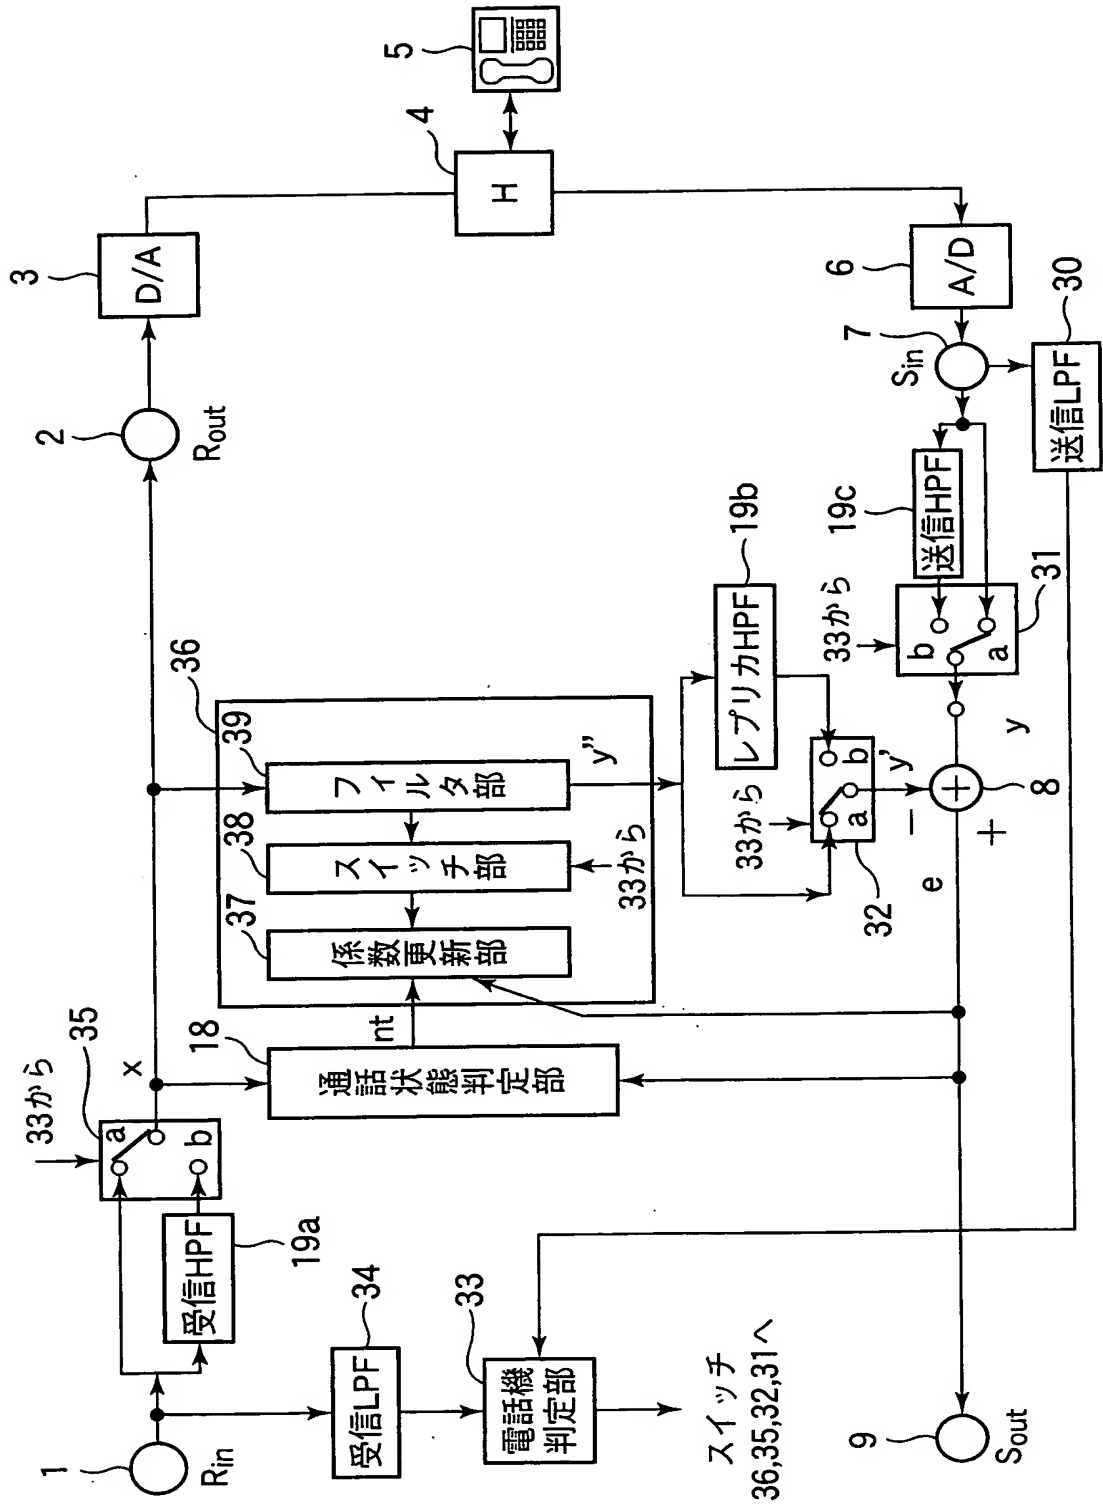 1
Rin
受信HPF
19a
33から
35
a
b
x
2
Rout
3
D/A
4
H
5
受信LPF
34
電話機
判定部
33
スイッチ
36,35,32,31へ
通話状態判定部
18
nt
36
係数更新部
37
スイッチ部
38
33から
フィルタ部
39
y"
レプリカHPF
19b
33から
a
b
32
y'
−
+
+
8
e
y
33から
b
a
31
送信HPF
19c
Sin
7
A/D
6
送信LPF
30
9
Sout